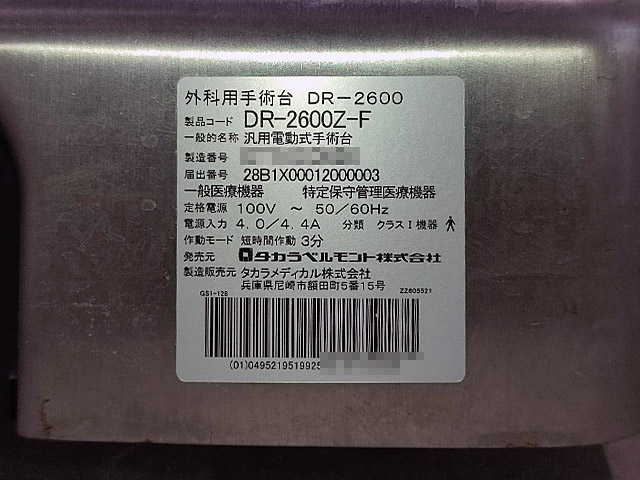 外科用手術台 DR-2600
製品コード DR-2600Z-F
一般的名称 汎用電動式手術台
製造番号
届出番号 28B1X00012000003
一般医療機器 特定保守管理医療機器
定格電源 100V ~ 50/60Hz
電源入力 4.0/4.4A 分類 クラスⅠ機器
作動モード 短時間作動 3分
発売元 タカラベルモント株式会社
製造販売元 タカラメディカル株式会社
兵庫県尼崎市額田町5番15号
GS1-128 ZZ605521
(01)0495219519925